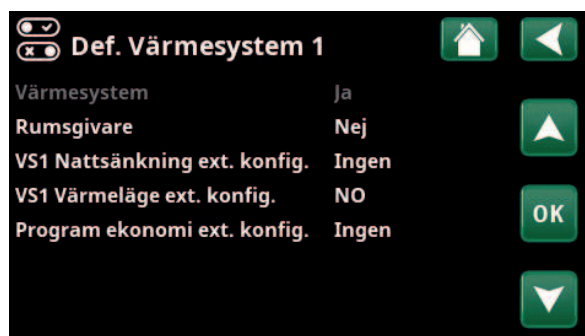 Def. Värmesystem 1
Värmesystem Ja
Rumsgivare Nej
VS1 Nattsänkning ext. konfig. Ingen
VS1 Värmeläge ext. konfig. NO
Program ekonomi ext. konfig. Ingen
OK